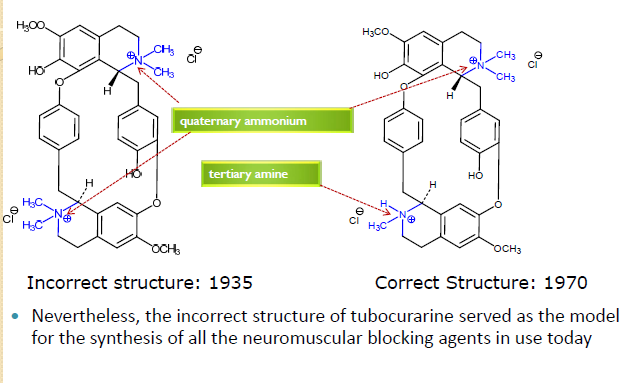 H₃CO
CH₃
⊕
N
Cl
⊖
HO
CH₃
O
H
quaternary ammonium
HO
tertiary amine
H
H₃C
⊖
Cl
N
⊕
H₃C
O
OCH₃
H₃CO
CH₃
⊕
N
Cl
⊖
HO
CH₃
O
H
HO
H
H
⊖
Cl
N
⊕
H₃C
O
OCH₃
Incorrect structure: 1935
Correct Structure: 1970
• Nevertheless, the incorrect structure of tubocurarine served as the model
for the synthesis of all the neuromuscular blocking agents in use today